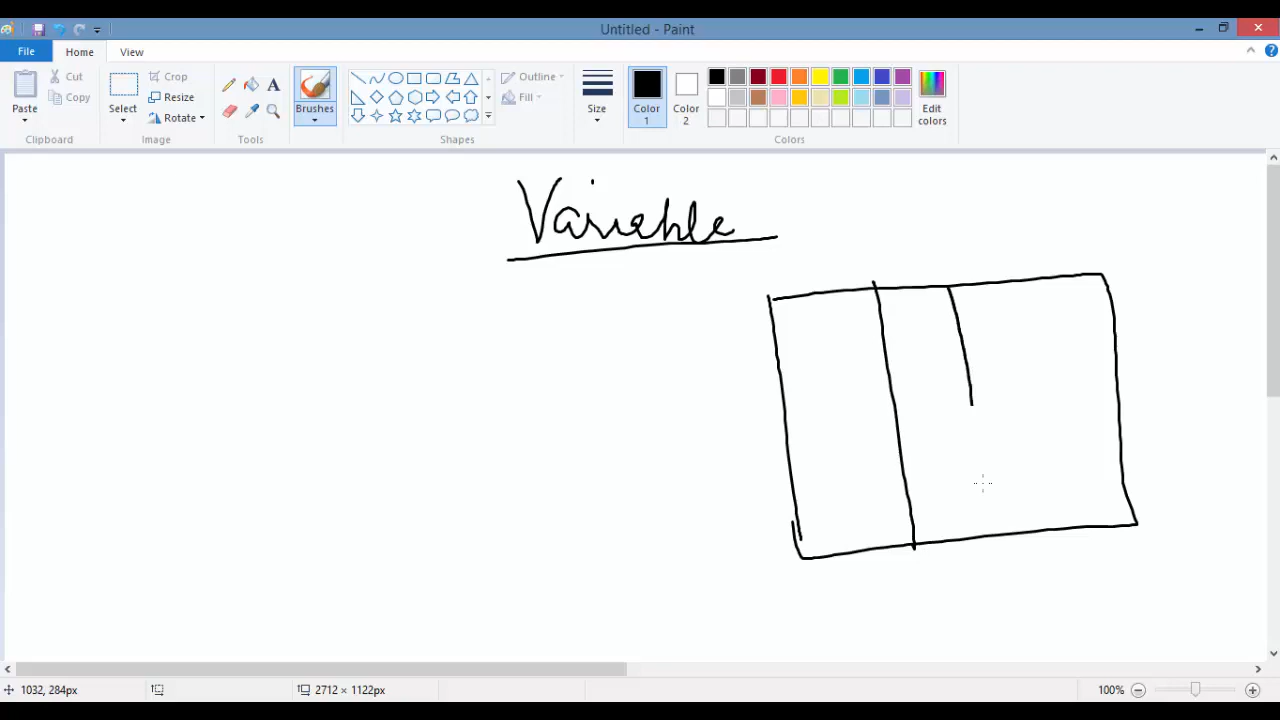 Untitled - Paint
File Home View
Paste
Cut
Copy
Clipboard
Select
Crop
Resize
Rotate
Image
A
Tools
Brushes
Outline
Fill
Shapes
Size
Color 1
Color 2
Edit colors
Colors
Variable
1032, 284px 2712 × 1122px 100%